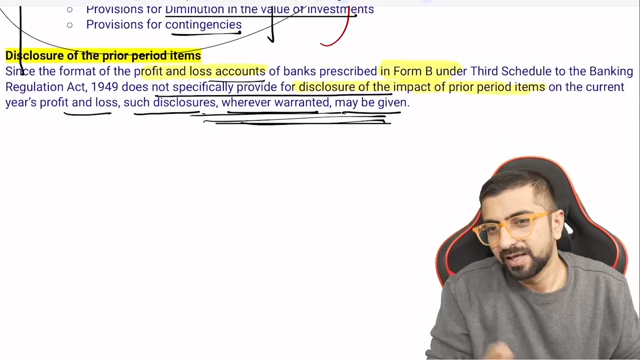 ○ Provisions for Diminution in the value of investments
○ Provisions for contingencies
Disclosure of the prior period items
Since the format of the profit and loss accounts of banks prescribed in Form B under Third Schedule to the Banking
Regulation Act, 1949 does not specifically provide for disclosure of the impact of prior period items on the current
year's profit and loss, such disclosures, wherever warranted, may be given.